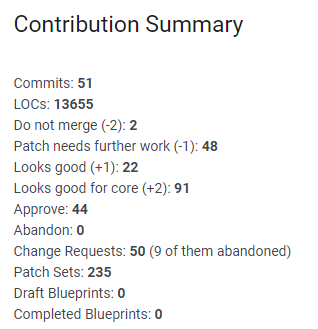 Contribution Summary
Commits: 51
LOCs: 13655
Do not merge (-2): 2
Patch needs further work (-1): 48
Looks good (+1): 22
Looks good for core (+2): 91
Approve: 44
Abandon: 0
Change Requests: 50 (9 of them abandoned)
Patch Sets: 235
Draft Blueprints: 0
Completed Blueprints: 0